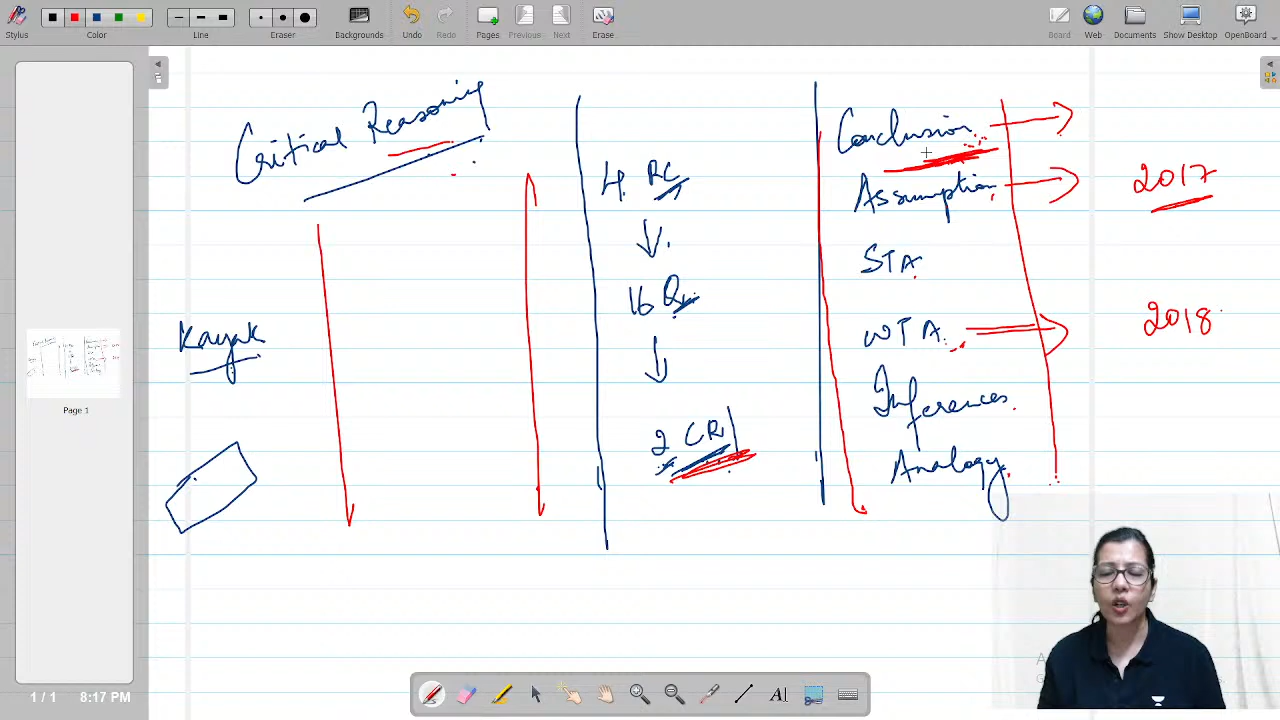 Stylus
Color
Line
Eraser
Backgrounds
Undo
Redo
Pages
Previous
Next
Erase
Board
Web
Documents
Show Desktop
OpenBoard
Critical Reasoning
Kayak
4 RC
16 Qs
2 CR
Conclusion
Assumption
STA
WTA
Inferences
Analogy
2017
2018
Page 1
1 / 1
8:17 PM